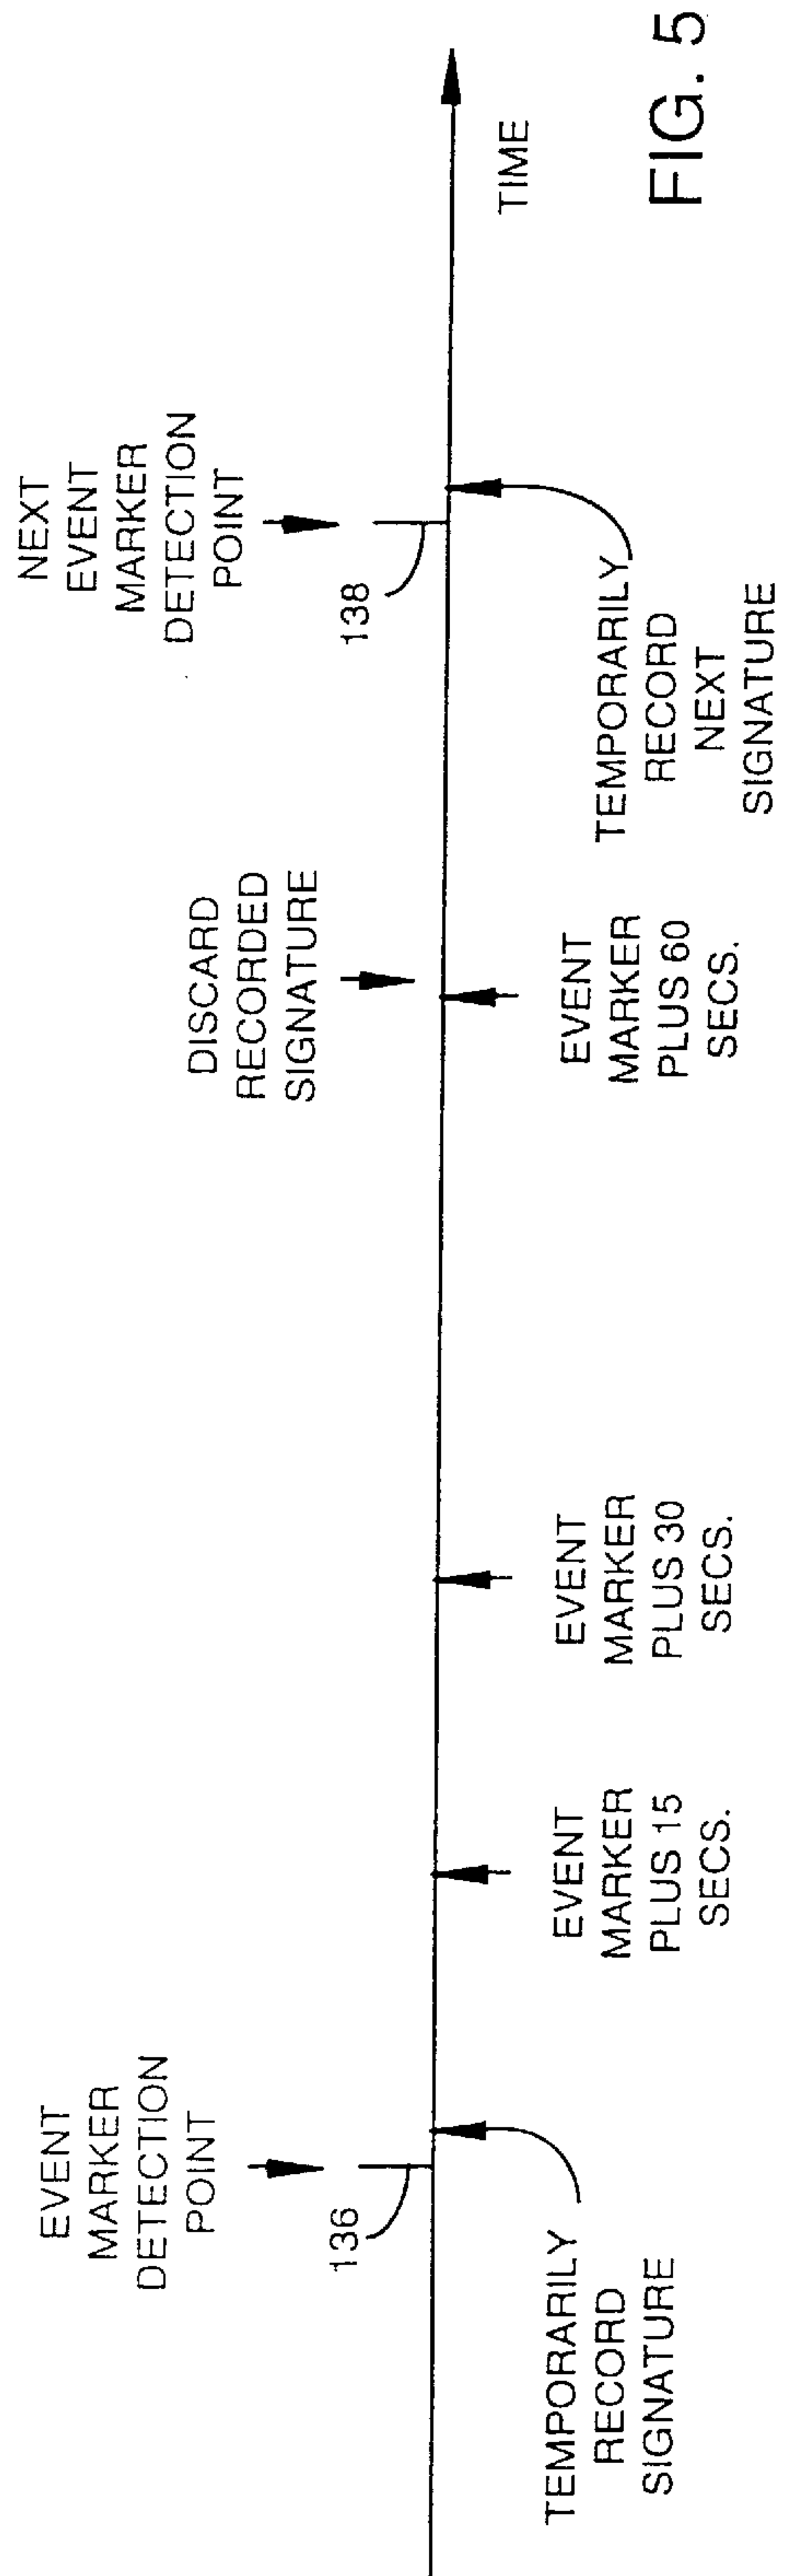 EVENT
MARKER
DETECTION
POINT
136
TEMPORARILY
RECORD
SIGNATURE
EVENT
MARKER
PLUS 15
SECS.
EVENT
MARKER
PLUS 30
SECS.
DISCARD
RECORDED
SIGNATURE
EVENT
MARKER
PLUS 60
SECS.
NEXT
EVENT
MARKER
DETECTION
POINT
138
TEMPORARILY
RECORD
NEXT
SIGNATURE
TIME
FIG. 5